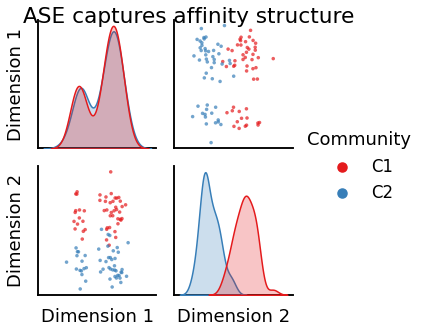 ASE captures affinity structure
Dimension 1
Community
C1
C2
Dimension 2
Dimension 1
Dimension 2